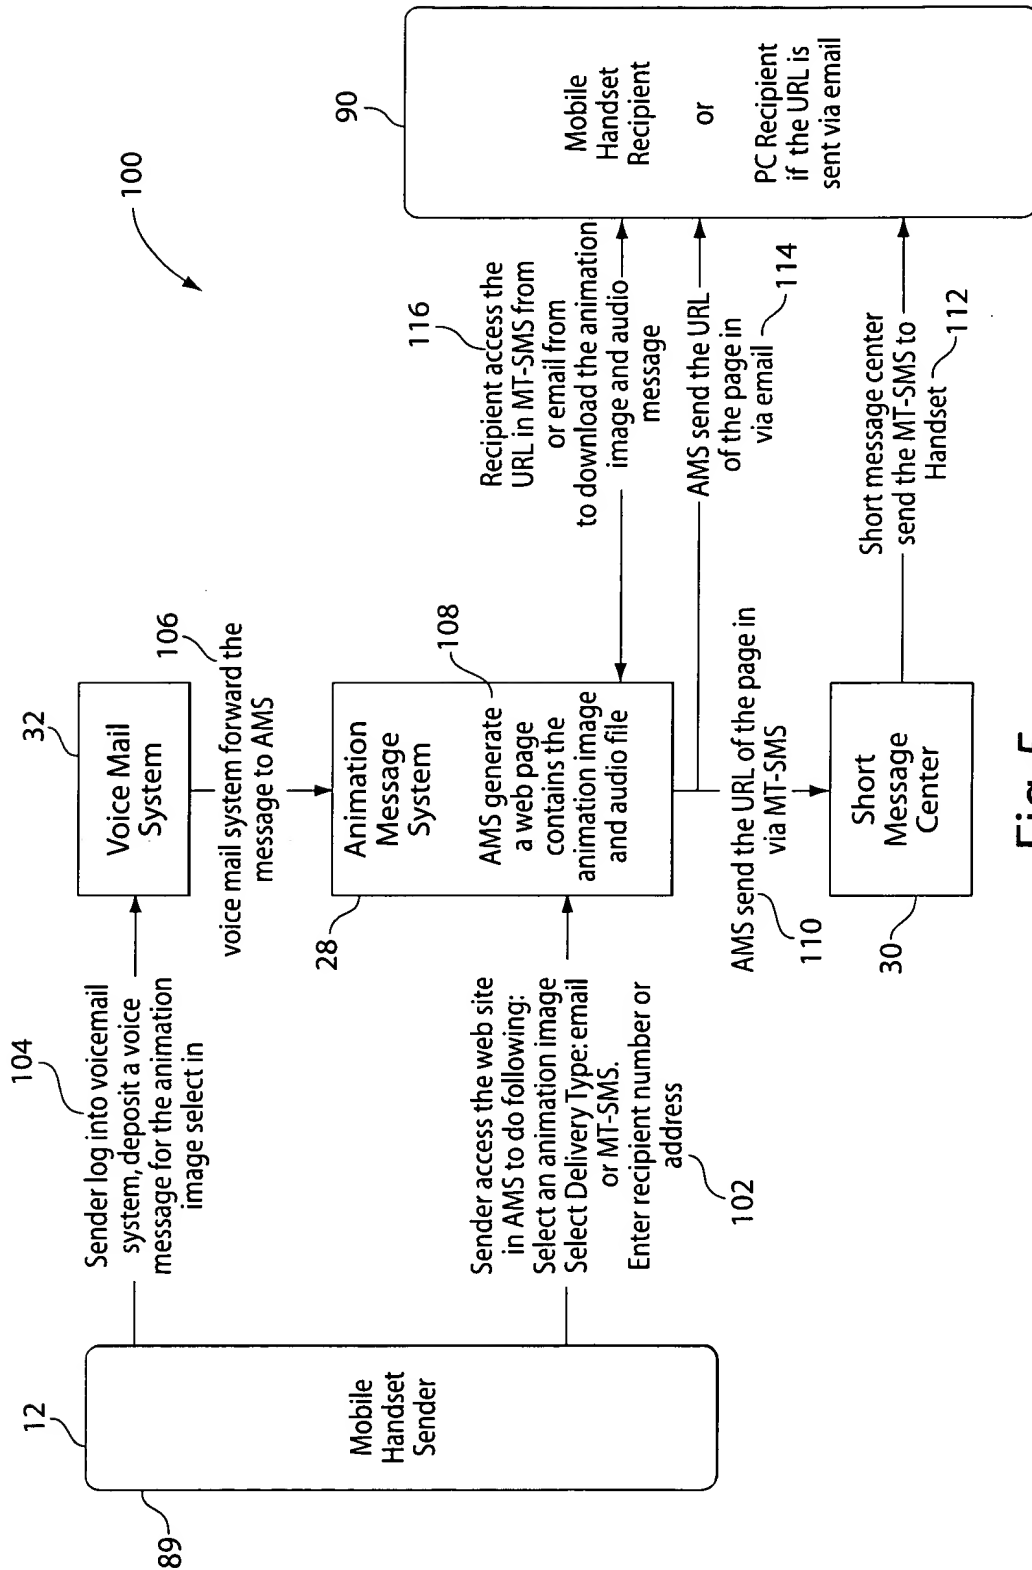 100
12
89
Mobile
Handset
Sender
104
Sender log into voicemail
system, deposit a voice
message for the animation
image select in
Sender access the web site
in AMS to do following:
Select an animation image
Select Delivery Type: email
or MT-SMS.
Enter recipient number or
address
102
32
Voice Mail
System
106
voice mail system forward the
message to AMS
28
Animation
Message
System
108
AMS generate
a web page
contains the
animation image
and audio file
AMS send the URL of the page in
via MT-SMS
110
30
Short
Message
Center
116
Recipient access the
URL in MT-SMS from
or email from
to download the animation
image and audio
message
AMS send the URL
of the page in
via email
114
Short message center
send the MT-SMS to
Handset
112
90
Mobile
Handset
Recipient
or
PC Recipient
if the URL is
sent via email